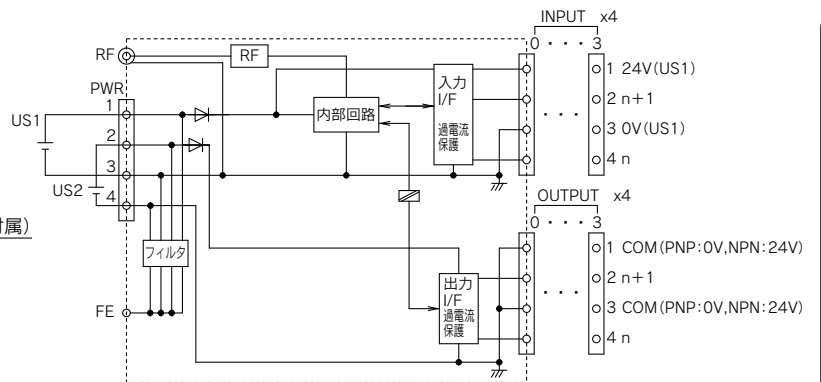 INPUT x4
0 ・・・ 3
RF
RF
PWR
1
2
3
4
US1
US2
内部回路
入力
I/F
過電流
保護
・・・
1 24V(US1)
2 n+1
3 0V(US1)
4 n
OUTPUT x4
0 ・・・ 3
属)
フィルタ
FE
出力
I/F
過電流
保護
・・・
1 COM(PNP:0V,NPN:24V)
2 n+1
3 COM(PNP:0V,NPN:24V)
4 n